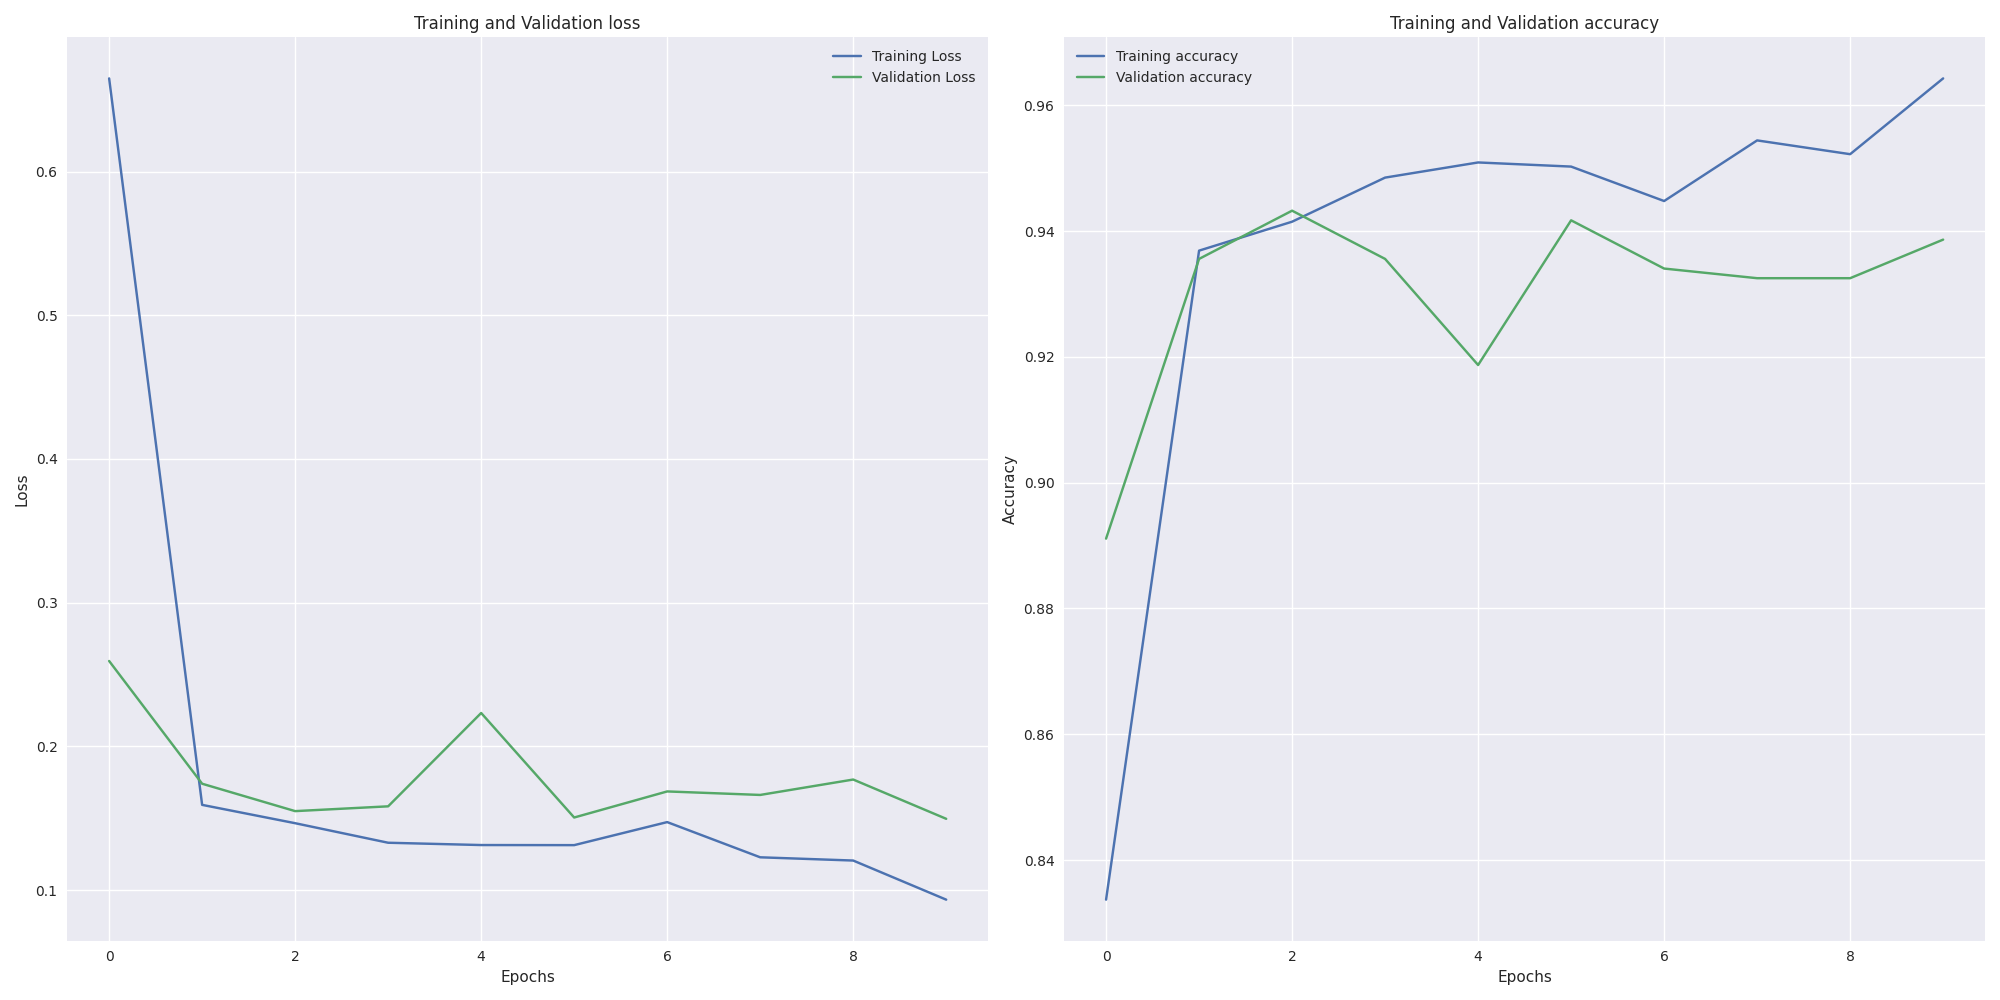 Training and Validation loss
Training Loss
Validation Loss
0.6
0.5
0.4
0.3
0.2
0.1
Loss
0 2 4 6 8
Epochs
Training and Validation accuracy
Training accuracy
Validation accuracy
0.96
0.94
0.92
0.90
0.88
0.86
0.84
Accuracy
0 2 4 6 8
Epochs